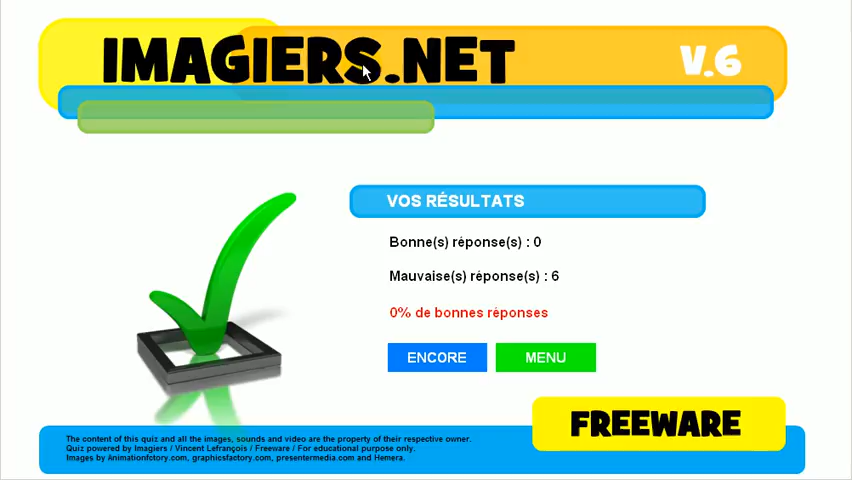 IMAGIERS.NET
V.6
VOS RÉSULTATS
Bonne(s) réponse(s) : 0
Mauvaise(s) réponse(s) : 6
0% de bonnes réponses
ENCORE
MENU
FREEWARE
The content of this quiz and all the images, sounds and video are the property of their respective owner.
Quiz powered by Imagiers / Vincent Lefrançois / Freeware / For educational purpose only.
Images by Animationfctory.com, graphicsfactory.com, presentermedia.com and Hemera.